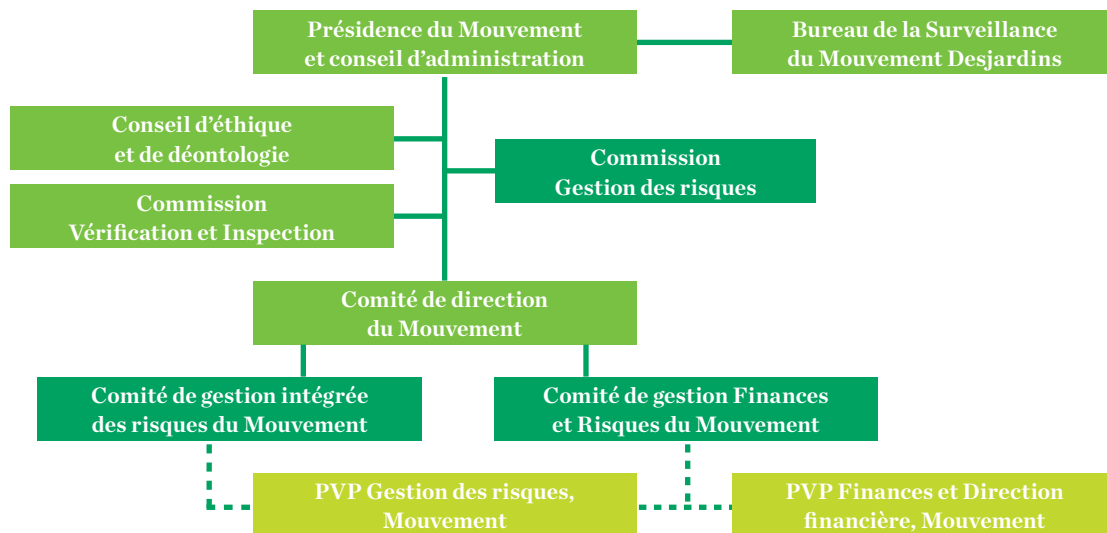 Présidence du Mouvement
et conseil d’administration
Bureau de la Surveillance
du Mouvement Desjardins
Conseil d’éthique
et de déontologie
Commission
Gestion des risques
Commission
Vérification et Inspection
Comité de direction
du Mouvement
Comité de gestion intégrée
des risques du Mouvement
Comité de gestion Finances
et Risques du Mouvement
PVP Gestion des risques,
Mouvement
PVP Finances et Direction
financière, Mouvement